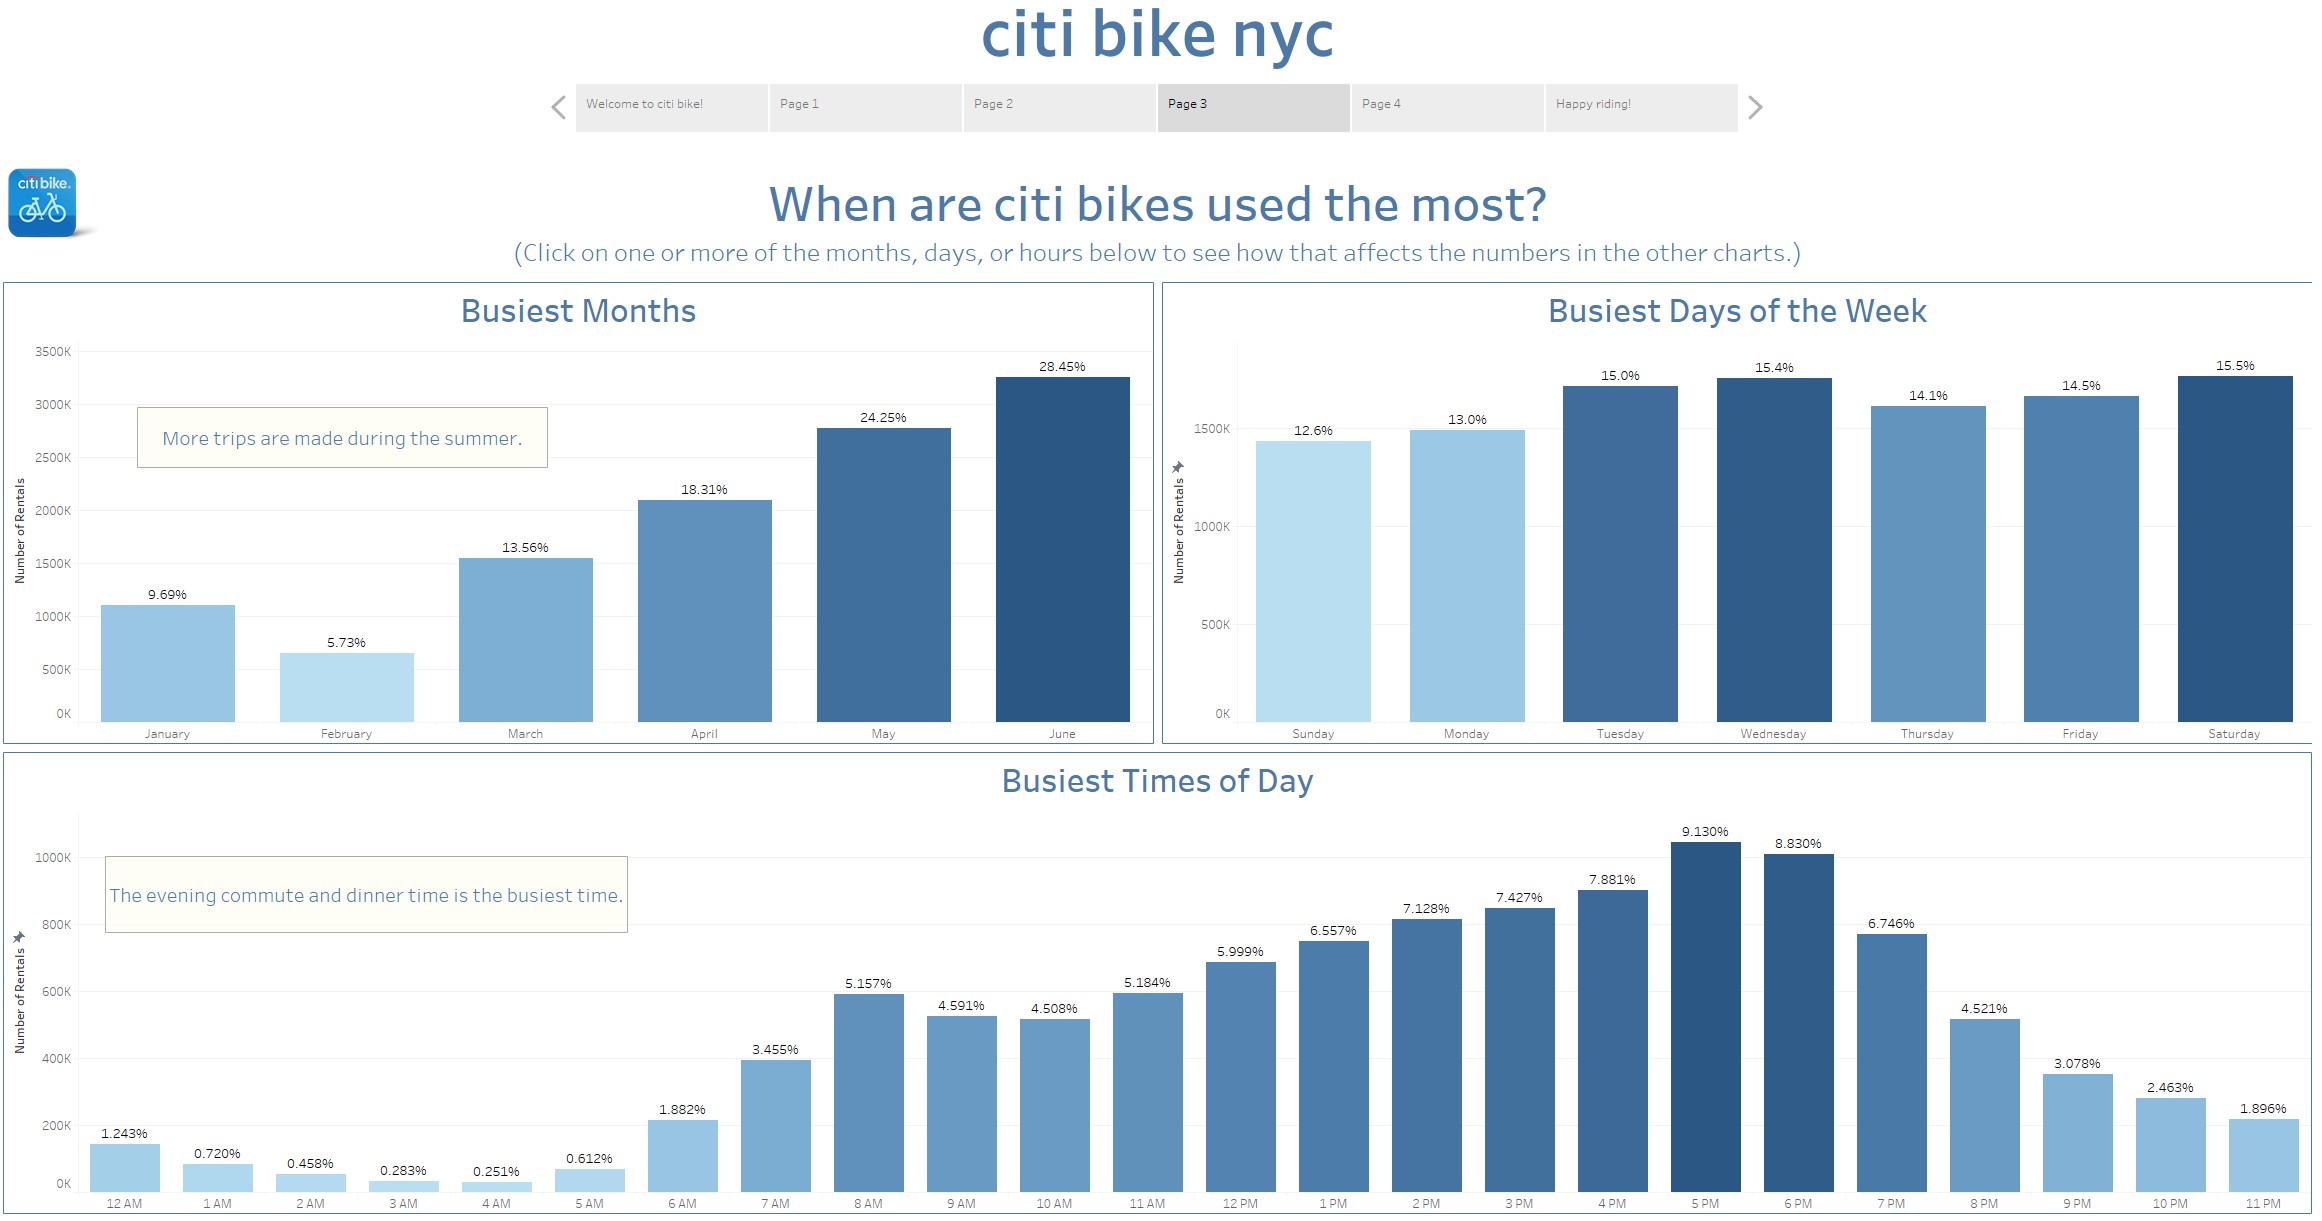 citi bike nyc
Welcome to citi bike!
Page 1
Page 2
Page 3
Page 4
Happy riding!
citi bike.
When are citi bikes used the most?
(Click on one or more of the months, days, or hours below to see how that affects the numbers in the other charts.)
Busiest Months
Number of Rentals
3500K
3000K
2500K
2000K
1500K
1000K
500K
0K
More trips are made during the summer.
9.69%
5.73%
13.56%
18.31%
24.25%
28.45%
January
February
March
April
May
June
Busiest Days of the Week
Number of Rentals
1500K
1000K
500K
0K
12.6%
13.0%
15.0%
15.4%
14.1%
14.5%
15.5%
Sunday
Monday
Tuesday
Wednesday
Thursday
Friday
Saturday
Busiest Times of Day
Number of Rentals
1000K
800K
600K
400K
200K
0K
The evening commute and dinner time is the busiest time.
1.243%
0.720%
0.458%
0.283%
0.251%
0.612%
1.882%
3.455%
5.157%
4.591%
4.508%
5.184%
5.999%
6.557%
7.128%
7.427%
7.881%
9.130%
8.830%
6.746%
4.521%
3.078%
2.463%
1.896%
12 AM
1 AM
2 AM
3 AM
4 AM
5 AM
6 AM
7 AM
8 AM
9 AM
10 AM
11 AM
12 PM
1 PM
2 PM
3 PM
4 PM
5 PM
6 PM
7 PM
8 PM
9 PM
10 PM
11 PM